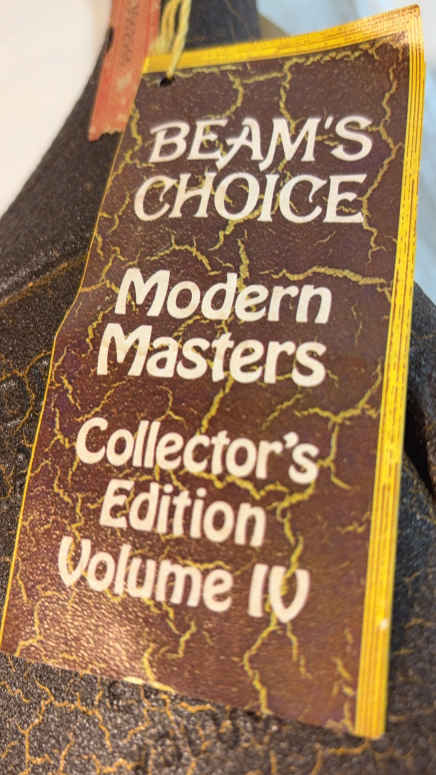 BEAM'S
CHOICE
Modern
Masters
Collector's
Edition
Volume IV